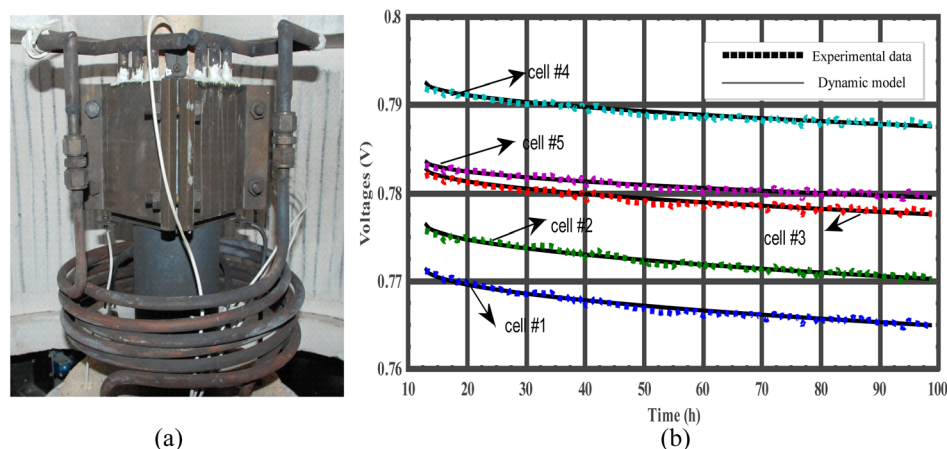 b)
0.8
0.79
0.78
0.77
0.76
Voltages (V)
Experimental data
Dynamic model
cell #4
cell #5
cell #3
cell #2
cell #1
10 20 30 40 50 60 70 80 90 100
Time (h)
(a) (b)